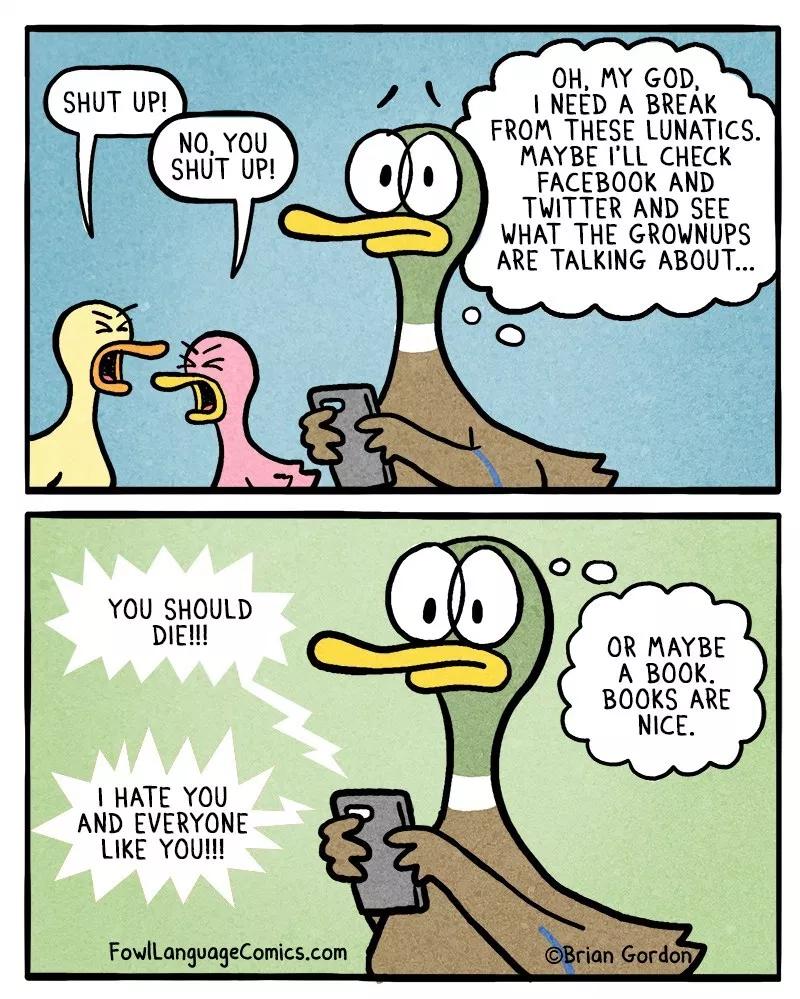 SHUT UP!
NO, YOU
SHUT UP!
OH, MY GOD,
I NEED A BREAK
FROM THESE LUNATICS.
MAYBE I'LL CHECK
FACEBOOK AND
TWITTER AND SEE
WHAT THE GROWNUPS
ARE TALKING ABOUT...
YOU SHOULD
DIE!!!
OR MAYBE
A BOOK.
BOOKS ARE
NICE.
I HATE YOU
AND EVERYONE
LIKE YOU!!!
FowlLanguageComics.com
©Brian Gordon